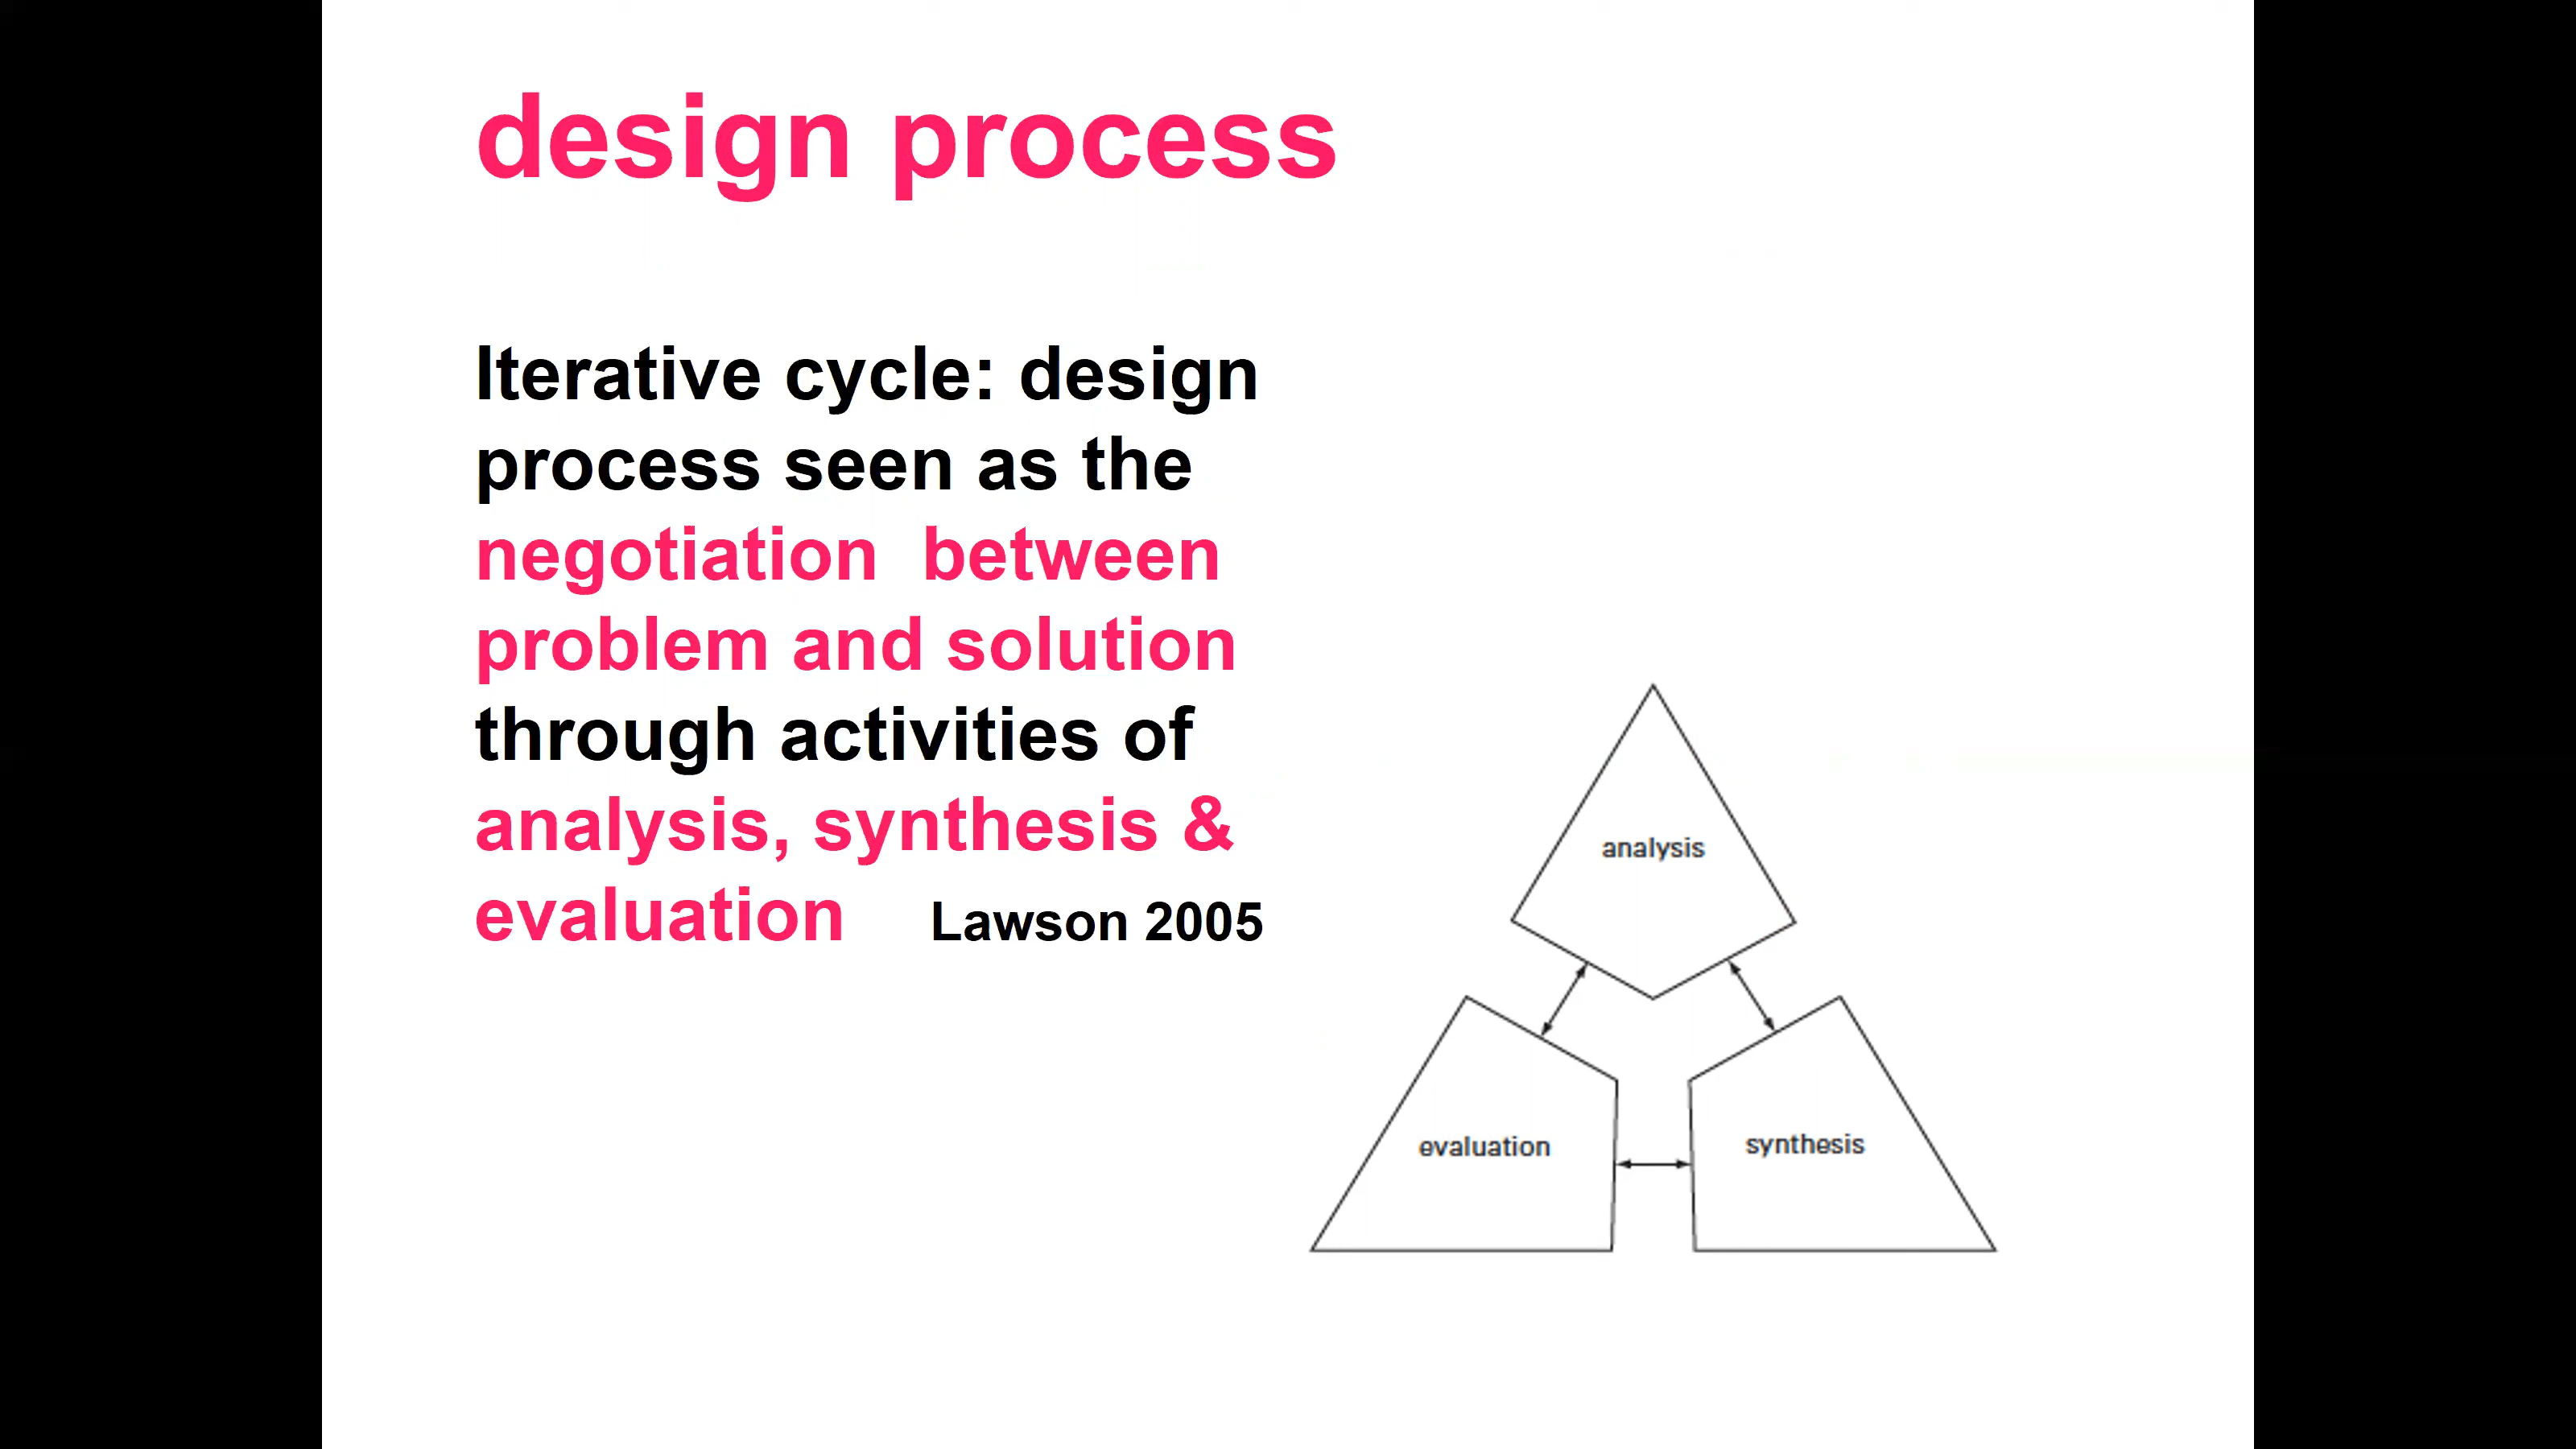 design process
Iterative cycle: design
process seen as the
negotiation  between
problem and solution
through activities of
analysis, synthesis &
evaluation    Lawson 2005
analysis
evaluation
synthesis